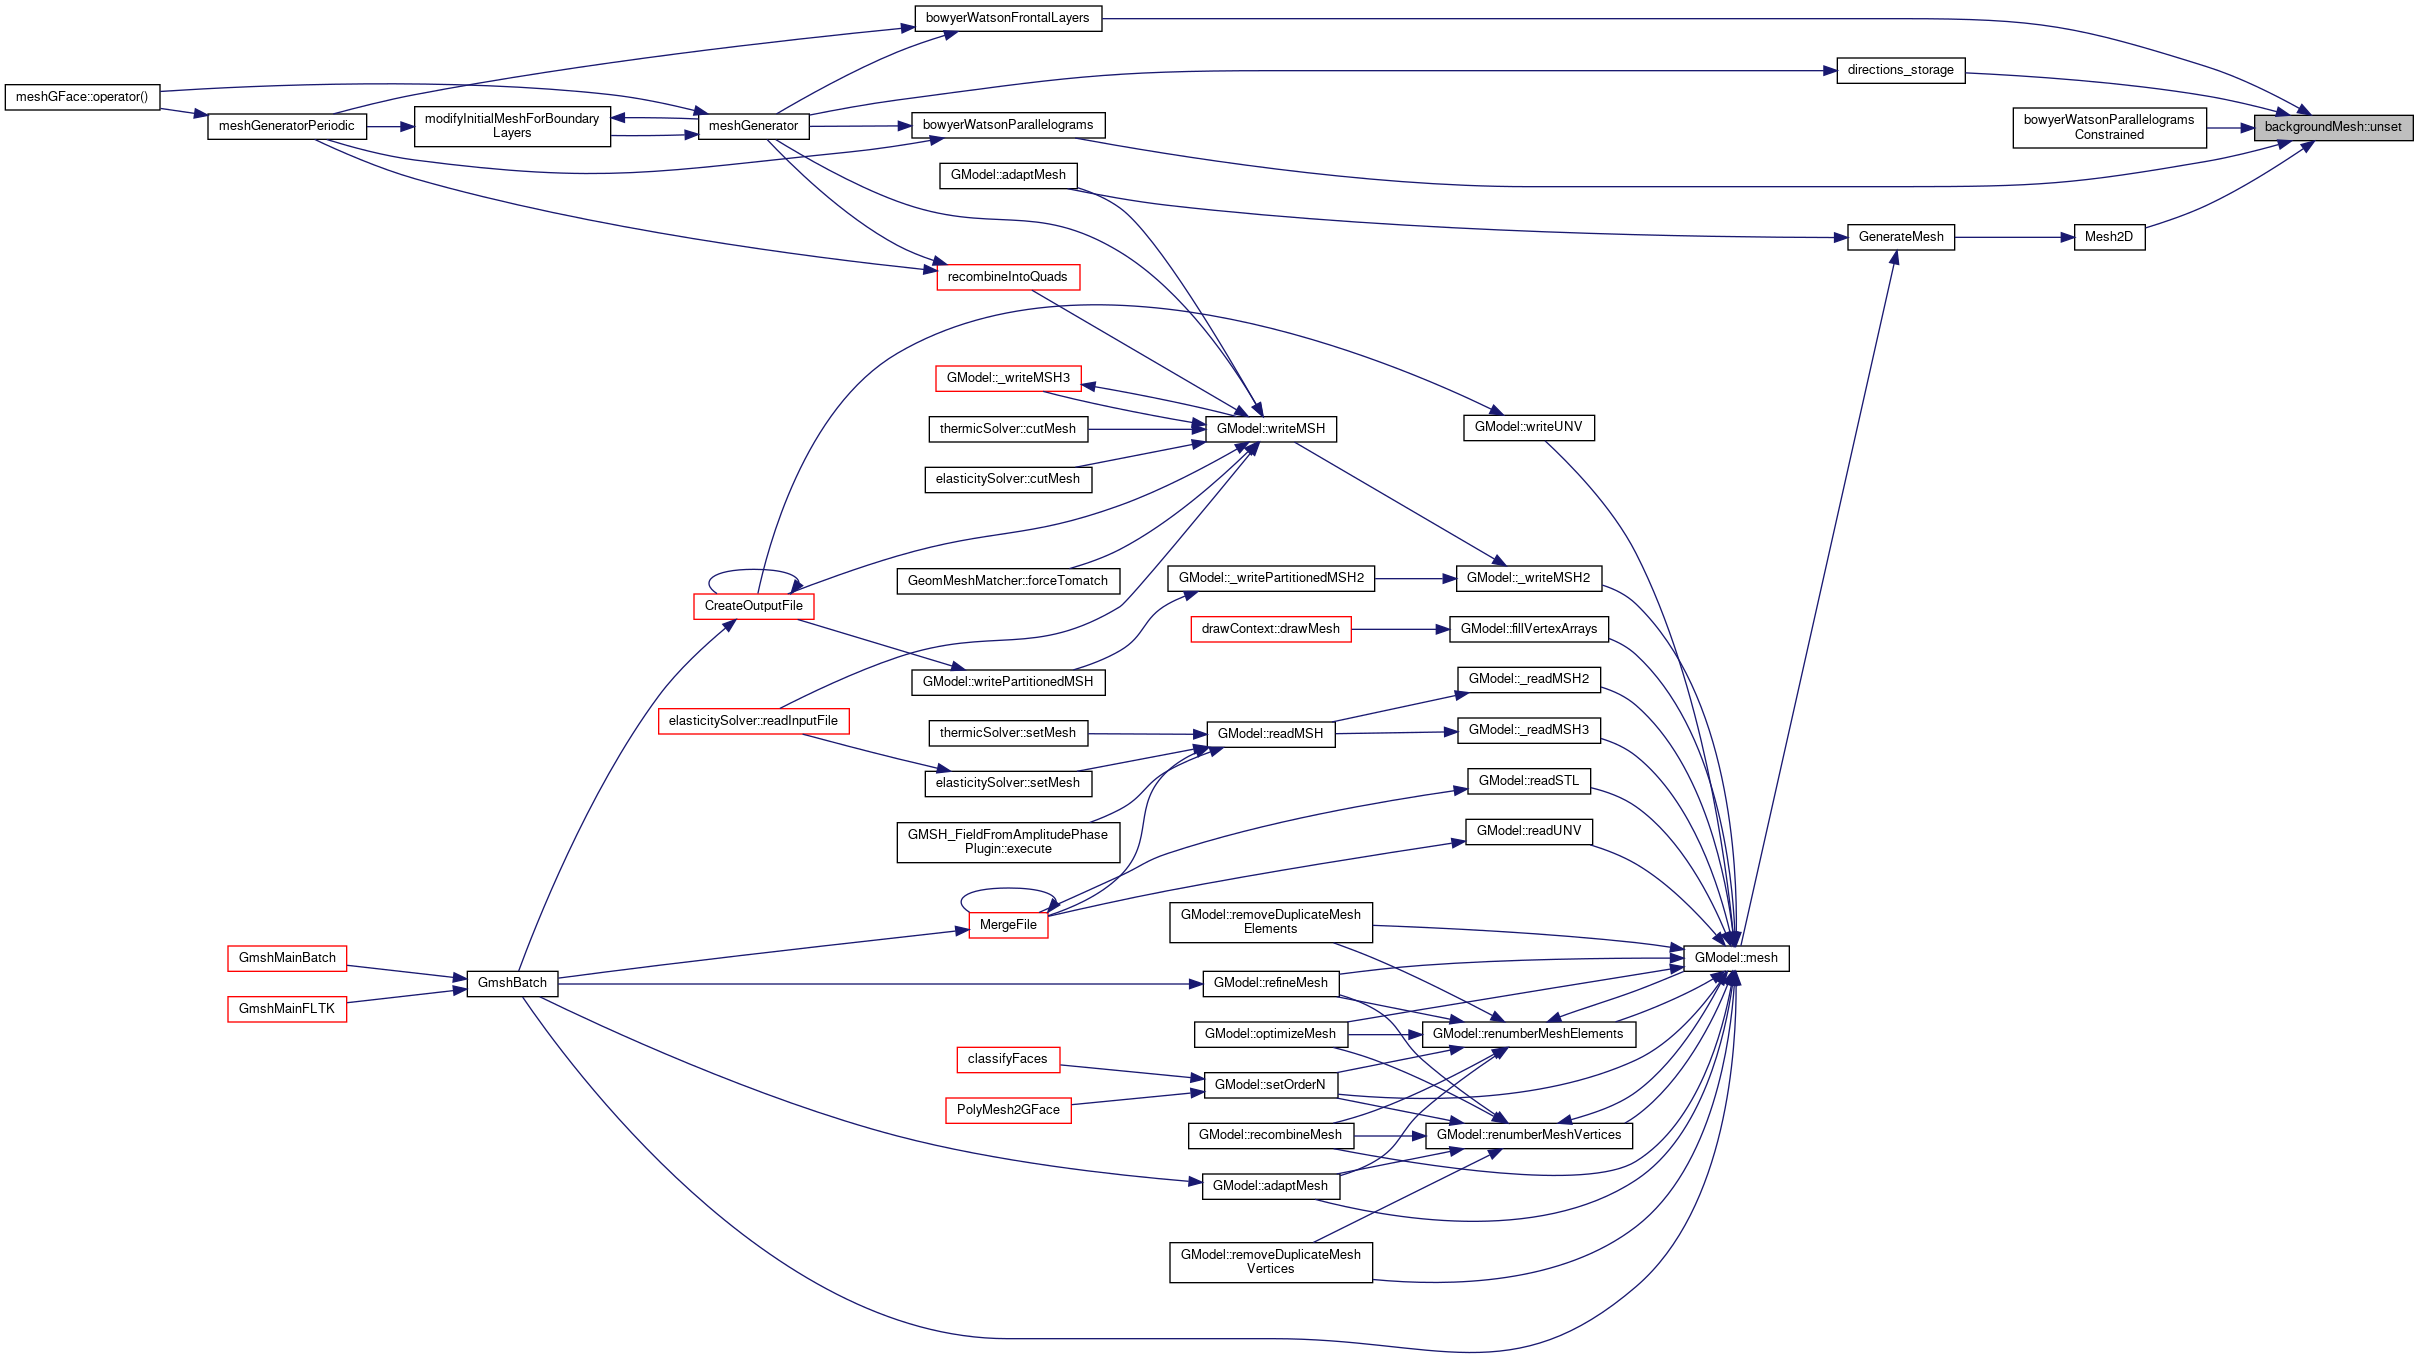 bowyerWatsonFrontalLayers
directions_storage
meshGFace::operator()
meshGeneratorPeriodic
modifyInitialMeshForBoundary
Layers
meshGenerator
bowyerWatsonParallelograms
bowyerWatsonParallelograms
Constrained
backgroundMesh::unset
GModel::adaptMesh
GenerateMesh
Mesh2D
recombineIntoQuads
GModel::_writeMSH3
thermicSolver::cutMesh
GModel::writeMSH
GModel::writeUNV
elasticitySolver::cutMesh
GeomMeshMatcher::forceTomatch
GModel::_writePartitionedMSH2
GModel::_writeMSH2
CreateOutputFile
drawContext::drawMesh
GModel::fillVertexArrays
GModel::writePartitionedMSH
GModel::_readMSH2
elasticitySolver::readInputFile
thermicSolver::setMesh
GModel::readMSH
GModel::_readMSH3
elasticitySolver::setMesh
GModel::readSTL
GMSH_FieldFromAmplitudePhase
Plugin::execute
GModel::readUNV
MergeFile
GModel::removeDuplicateMesh
Elements
GmshMainBatch
GModel::mesh
GmshBatch
GModel::refineMesh
GmshMainFLTK
GModel::optimizeMesh
GModel::renumberMeshElements
classifyFaces
GModel::setOrderN
PolyMesh2GFace
GModel::recombineMesh
GModel::renumberMeshVertices
GModel::adaptMesh
GModel::removeDuplicateMesh
Vertices